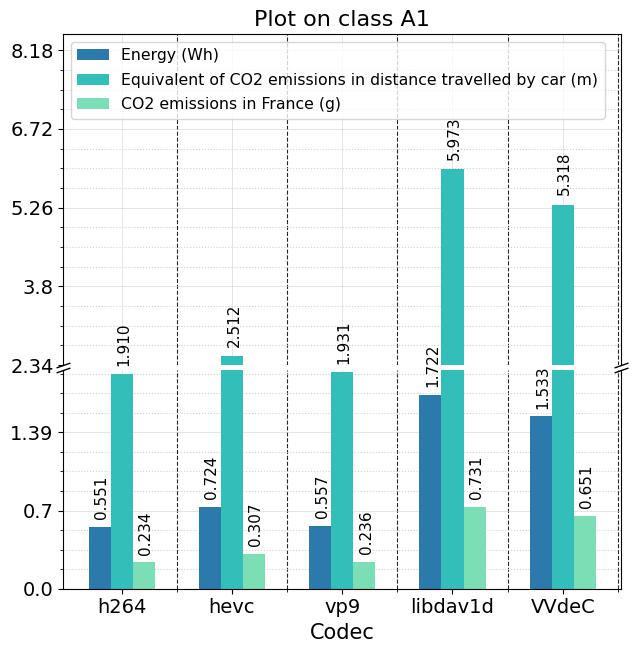 Plot on class A1
Energy (Wh)
Equivalent of CO2 emissions in distance travelled by car (m)
CO2 emissions in France (g)
8.18
6.72
5.26
3.8
2.34
1.39
0.7
0.0
0.551
1.910
0.234
0.724
2.512
0.307
0.557
1.931
0.236
1.722
5.973
0.731
1.533
5.318
0.651
h264
hevc
vp9
libdav1d
VVdeC
Codec